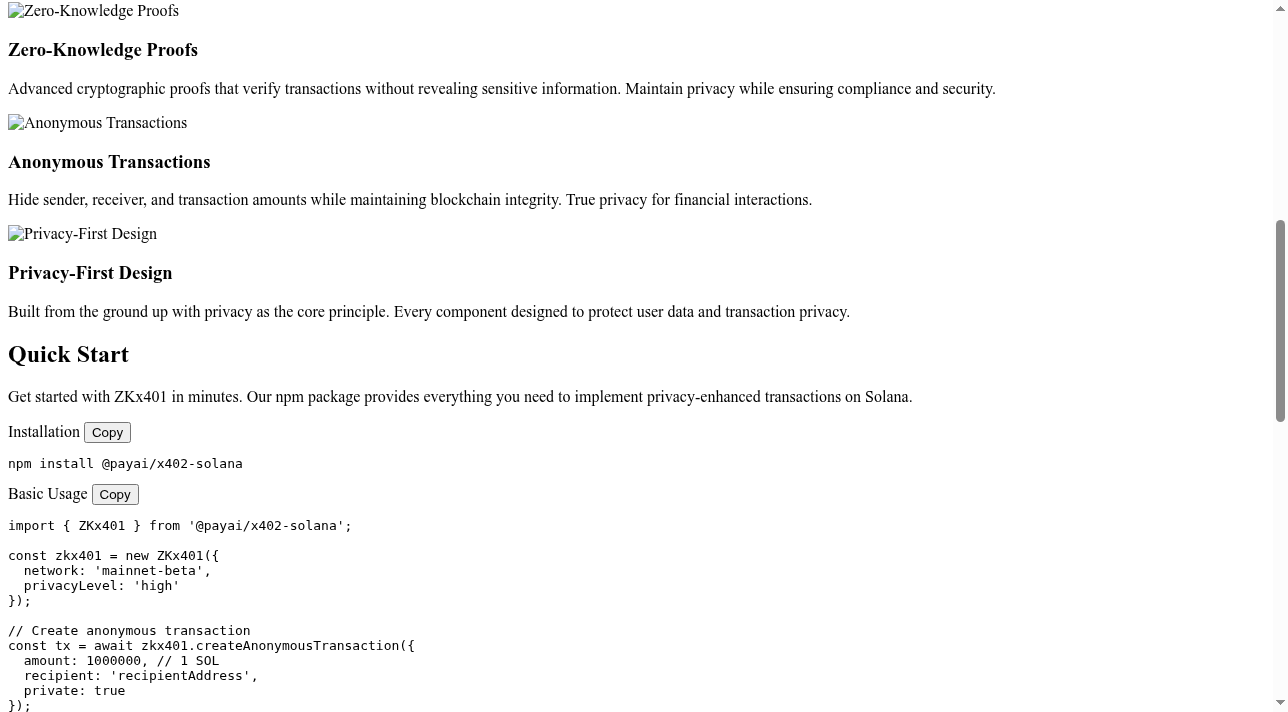 Zero-Knowledge Proofs
Zero-Knowledge Proofs
Advanced cryptographic proofs that verify transactions without revealing sensitive information. Maintain privacy while ensuring compliance and security.
Anonymous Transactions
Anonymous Transactions
Hide sender, receiver, and transaction amounts while maintaining blockchain integrity. True privacy for financial interactions.
Privacy-First Design
Privacy-First Design
Built from the ground up with privacy as the core principle. Every component designed to protect user data and transaction privacy.
Quick Start
Get started with ZKx401 in minutes. Our npm package provides everything you need to implement privacy-enhanced transactions on Solana.
Installation Copy
npm install @payai/x402-solana
Basic Usage Copy
import { ZKx401 } from '@payai/x402-solana';
const zkx401 = new ZKx401({
  network: 'mainnet-beta',
  privacyLevel: 'high'
});
// Create anonymous transaction
const tx = await zkx401.createAnonymousTransaction({
  amount: 1000000, // 1 SOL
  recipient: 'recipientAddress',
  private: true
});